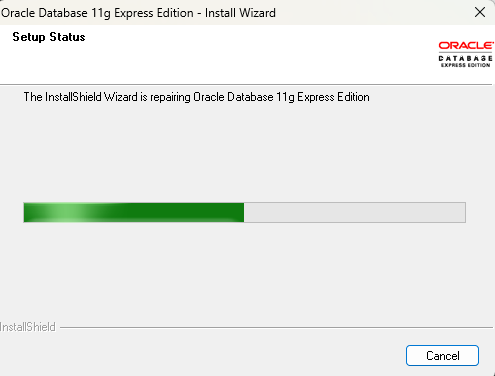 Oracle Database 11g Express Edition - Install Wizard
Setup Status
ORACLE
DATABASE
EXPRESS EDITION
The InstallShield Wizard is repairing Oracle Database 11g Express Edition
InstallShield
Cancel